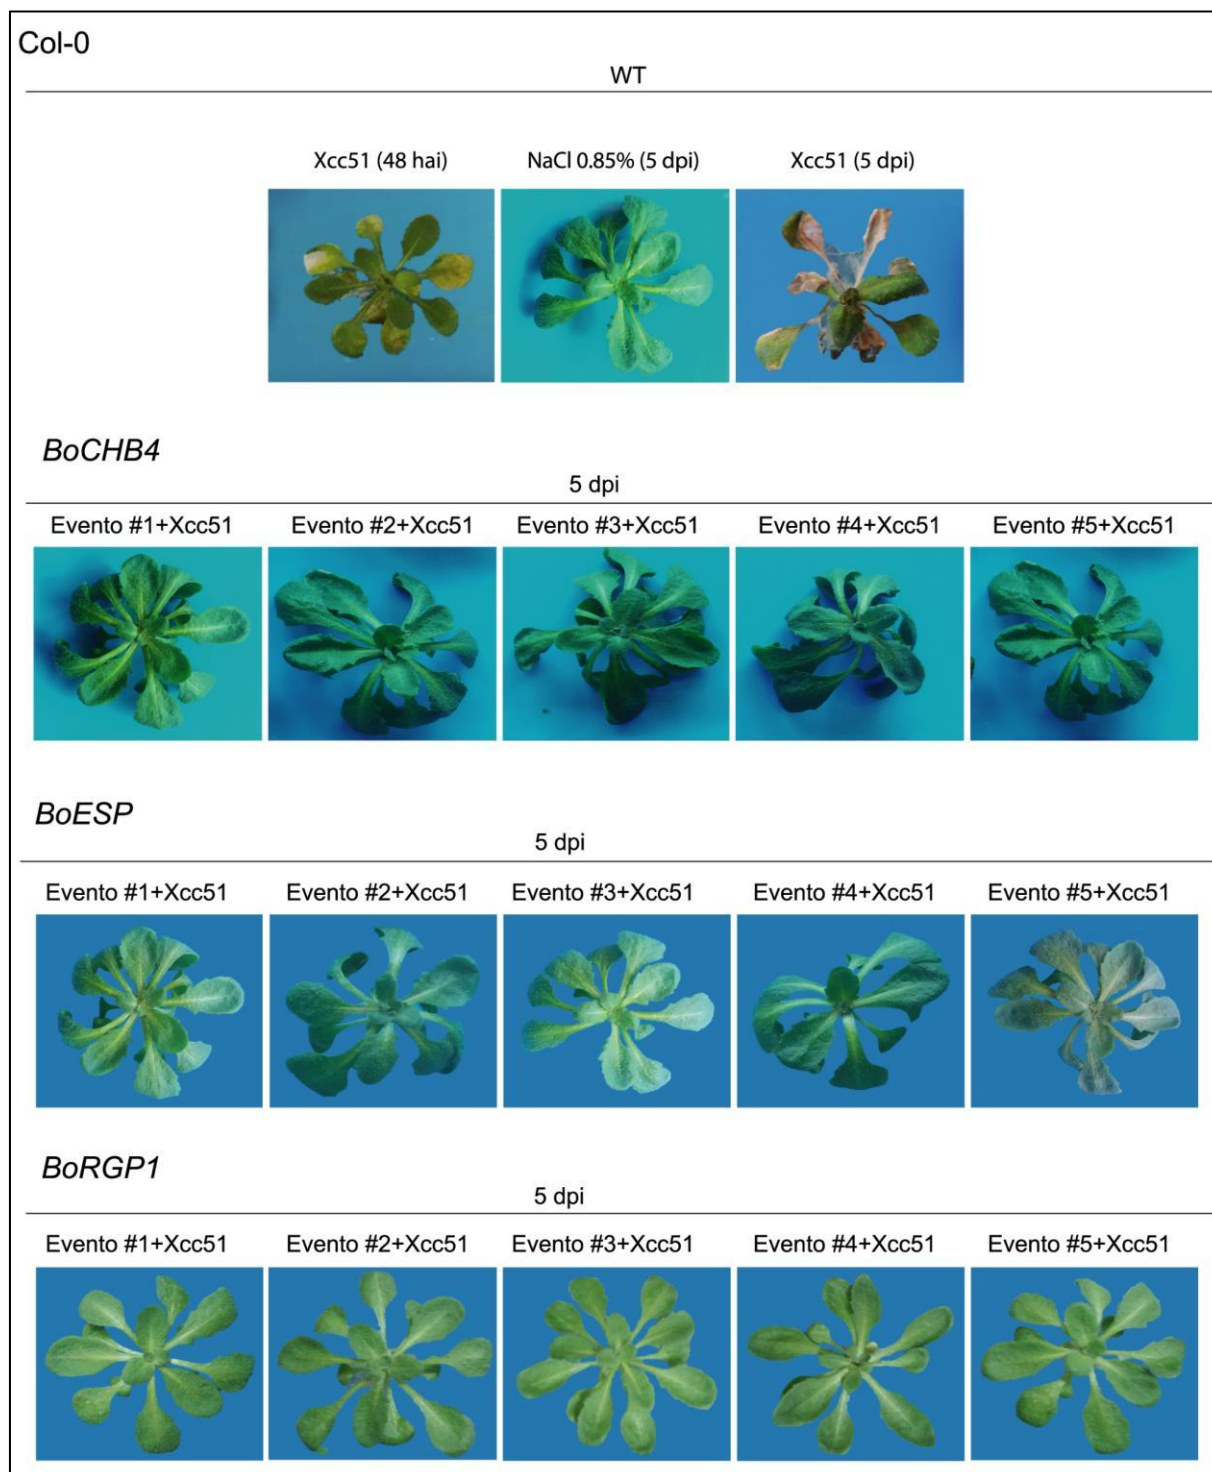 Col-0
WT
Xcc51 (48 hai) NaCl 0.85% (5 dpi) Xcc51 (5 dpi)
BoCHB4
5 dpi
Evento #1+Xcc51 Evento #2+Xcc51 Evento #3+Xcc51 Evento #4+Xcc51 Evento #5+Xcc51
BoESP
5 dpi
Evento #1+Xcc51 Evento #2+Xcc51 Evento #3+Xcc51 Evento #4+Xcc51 Evento #5+Xcc51
BoRGP1
5 dpi
Evento #1+Xcc51 Evento #2+Xcc51 Evento #3+Xcc51 Evento #4+Xcc51 Evento #5+Xcc51